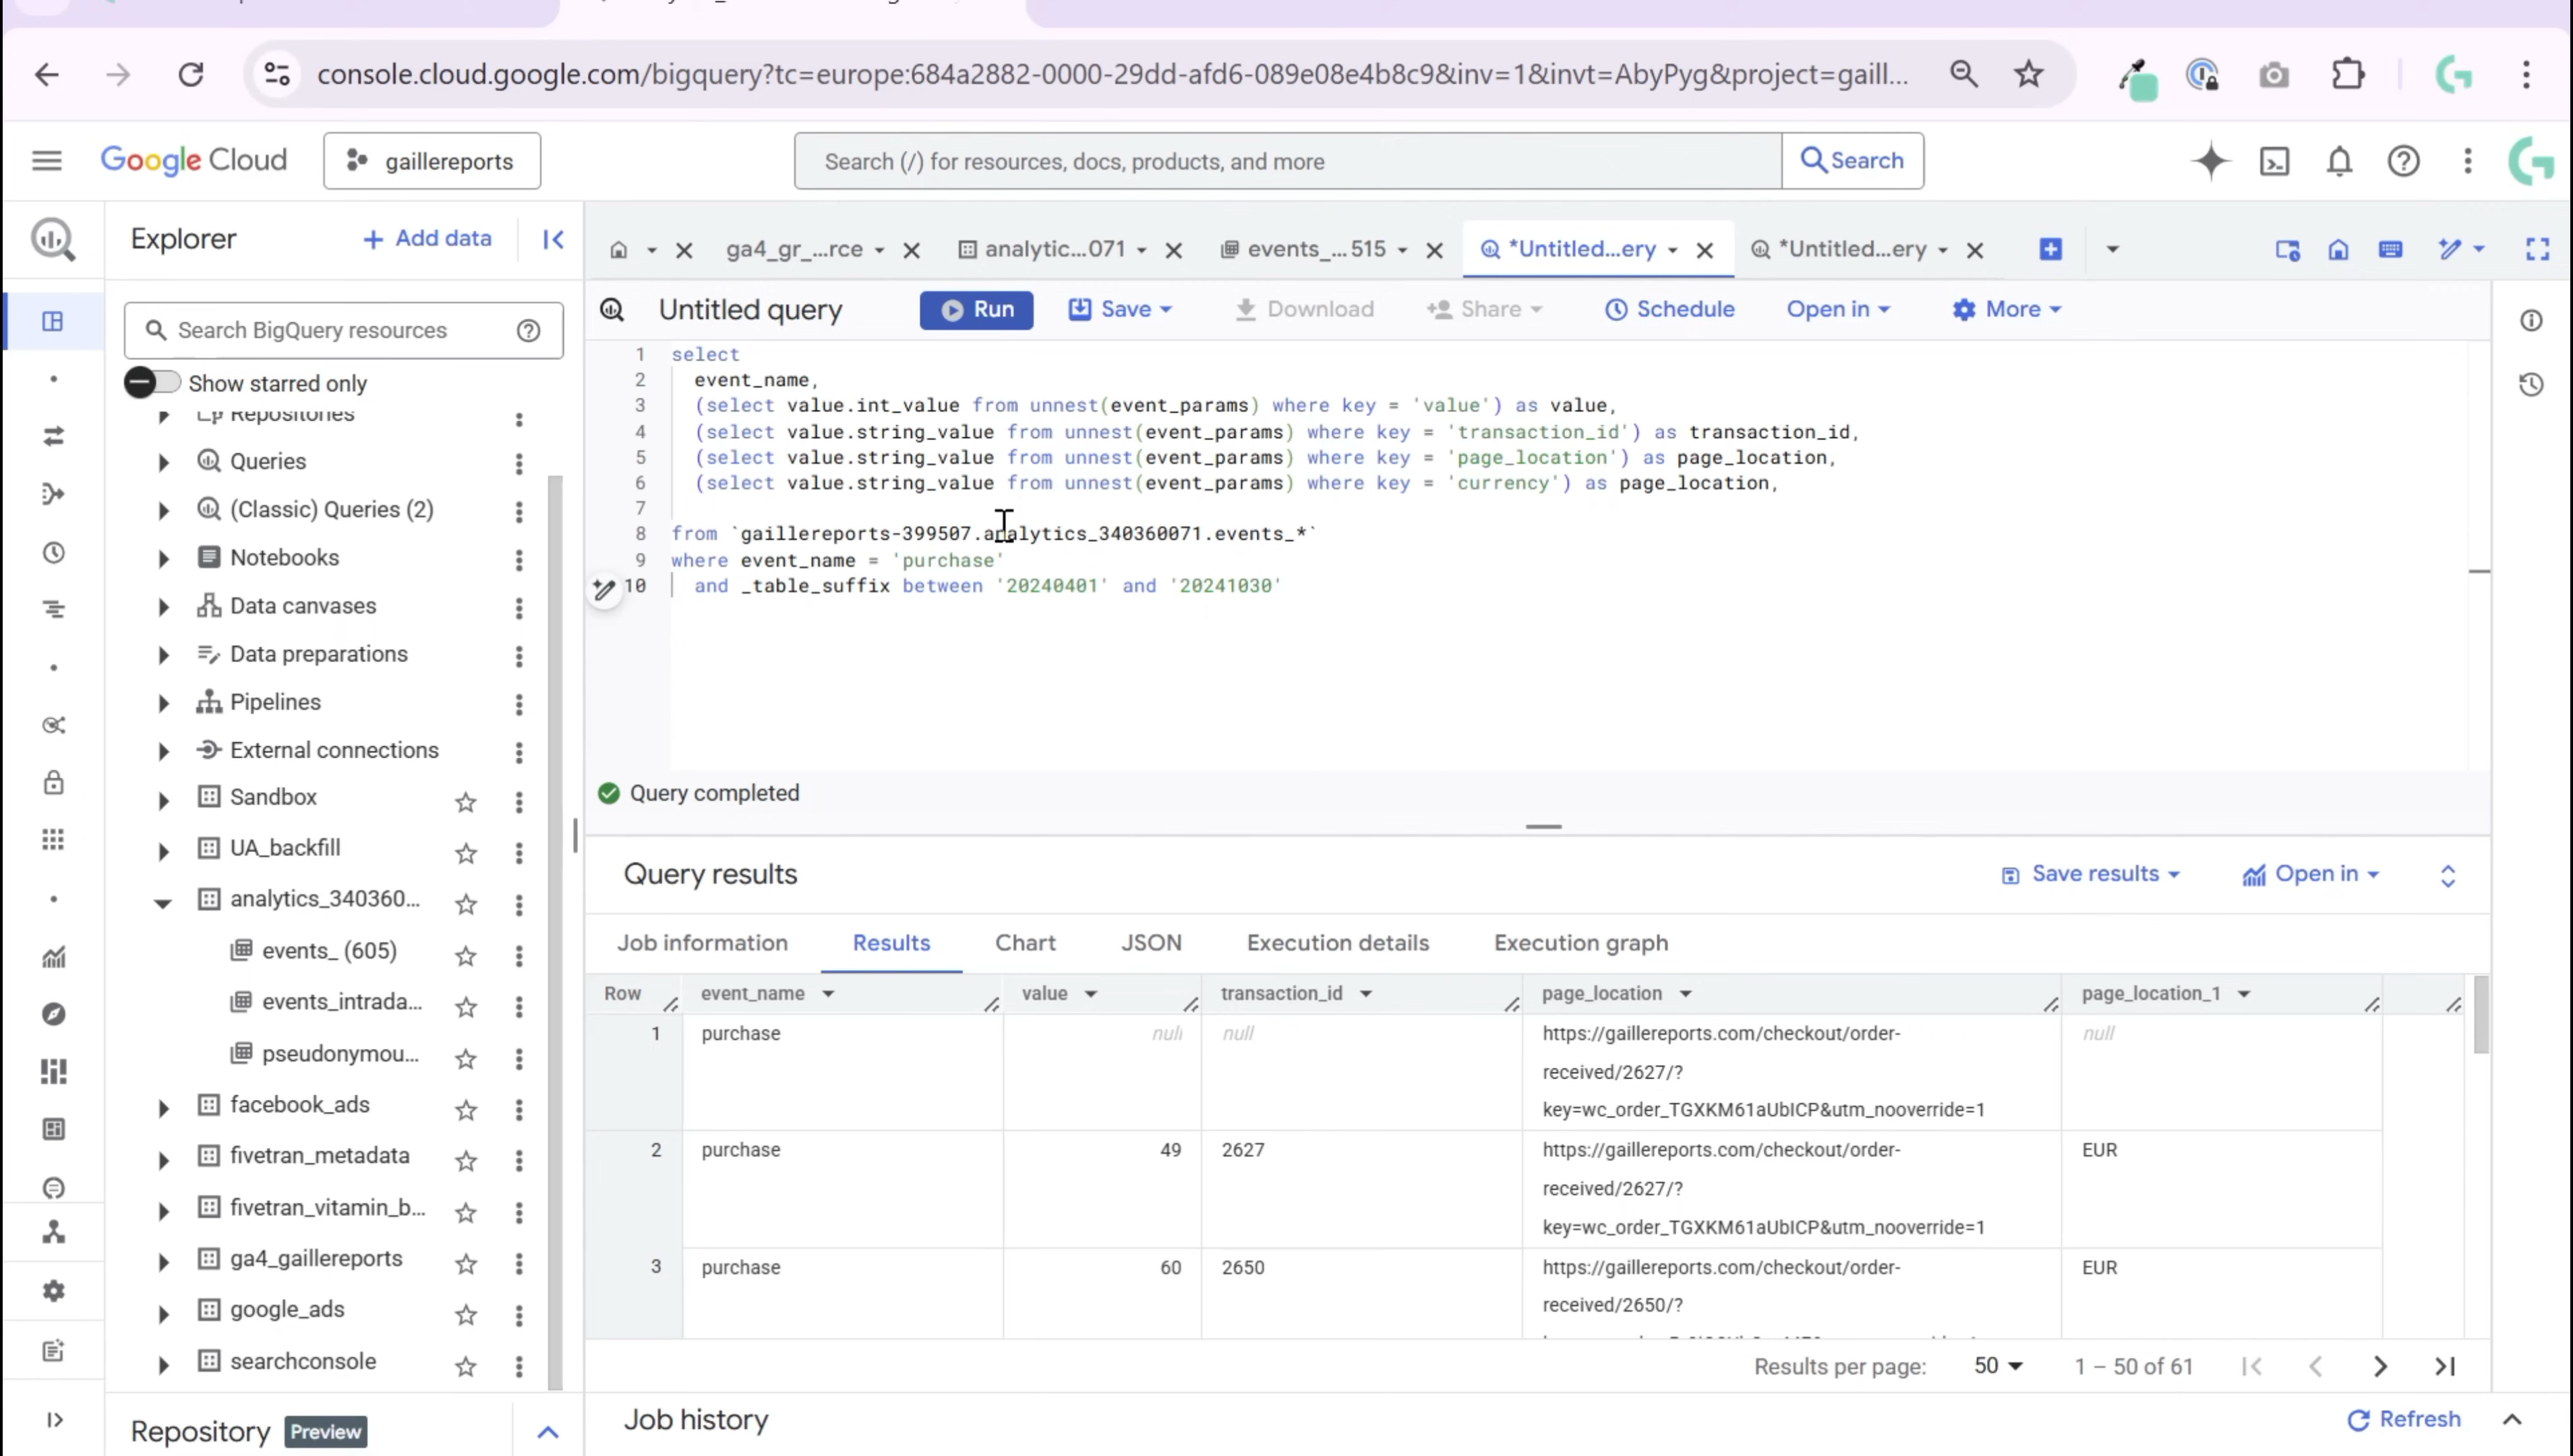 console.cloud.google.com/bigquery?tc=europe:684a2882-0000-29dd-afd6-089e08e4b8c9&inv=1&invt=AbyPyg&project=gaill...
Google Cloud
gaillereports
Search (/) for resources, docs, products, and more
Search
Explorer
+ Add data
ga4_gr_...rce
analytic...071
events_... 515
*Untitled...ery
*Untitled...ery
Untitled query
Run
Save
Download
Share
Schedule
Open in
More
Search BigQuery resources
Show starred only
Repositories
Queries
(Classic) Queries (2)
Notebooks
Data canvases
Data preparations
Pipelines
External connections
Sandbox
UA_backfill
analytics_340360...
events_ (605)
events_intrada...
pseudonymou...
facebook_ads
fivetran_metadata
fivetran_vitamin_b...
ga4_gaillereports
google_ads
searchconsole
Repository
Preview
1 select
2 event_name,
3 (select value.int_value from unnest(event_params) where key = 'value') as value,
4 (select value.string_value from unnest(event_params) where key = 'transaction_id') as transaction_id,
5 (select value.string_value from unnest(event_params) where key = 'page_location') as page_location,
6 (select value.string_value from unnest(event_params) where key = 'currency') as page_location,
7
8 from `gaillereports-399507.analytics_340360071.events_*`
9 where event_name = 'purchase'
10 and _table_suffix between '20240401' and '20241030'
Query completed
Query results
Save results
Open in
Job information
Results
Chart
JSON
Execution details
Execution graph
Row event_name value transaction_id page_location page_location_1
1 purchase null null https://gaillereports.com/checkout/order- null
received/2627/?
key=wc_order_TGXKM61aUbICP&utm_nooverride=1
2 purchase 49 2627 https://gaillereports.com/checkout/order- EUR
received/2627/?
key=wc_order_TGXKM61aUbICP&utm_nooverride=1
3 purchase 60 2650 https://gaillereports.com/checkout/order- EUR
received/2650/?
Results per page: 50 1 – 50 of 61
Job history
Refresh